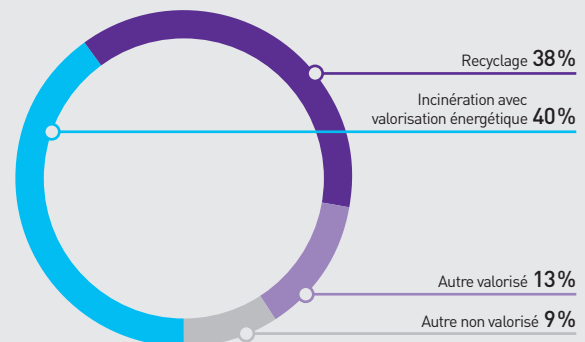 Recyclage 38%
Incinération avec
valorisation énergétique 40%
Autre valorisé 13%
Autre non valorisé 9%